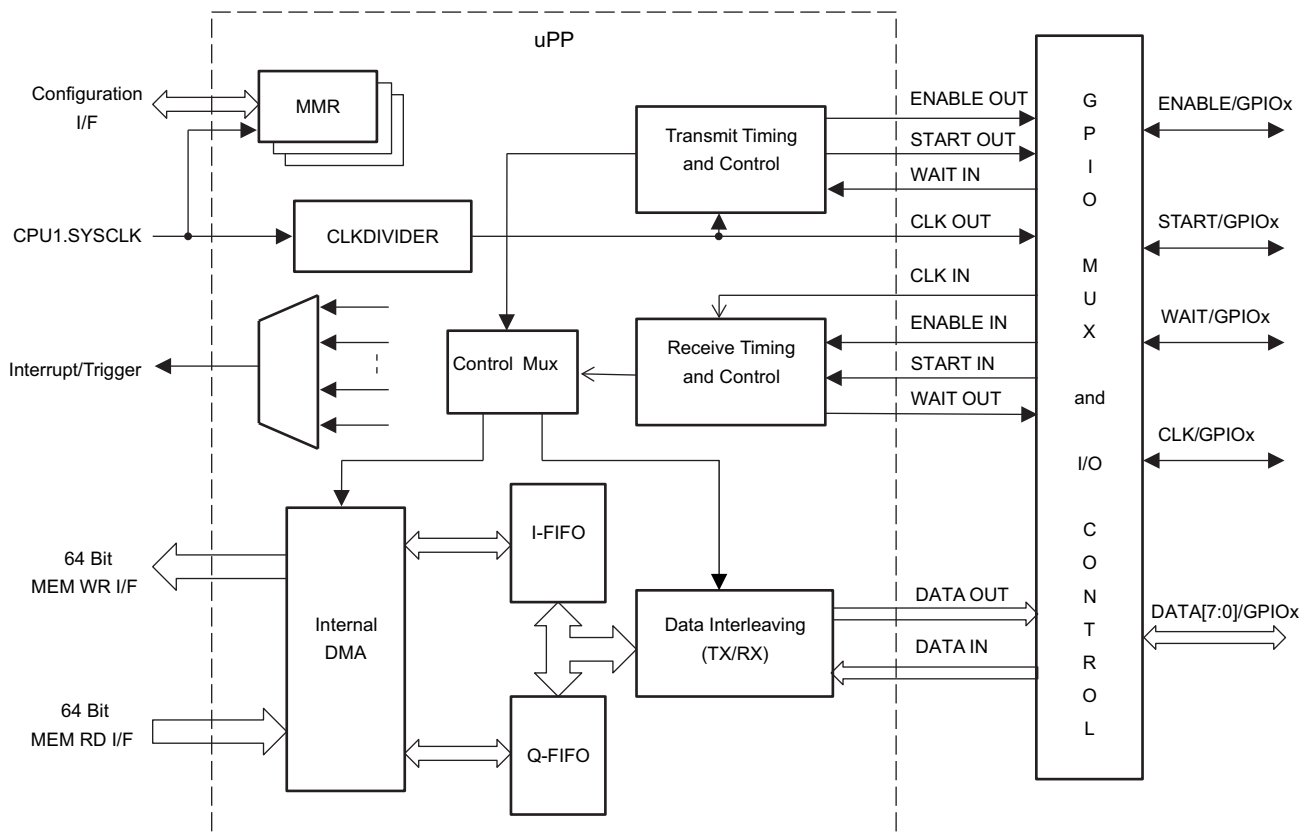 uPP
Configuration
I/F
MMR
CPU1.SYSCLK
CLKDIVIDER
Transmit Timing
and Control
ENABLE OUT
START OUT
WAIT IN
CLK OUT
CLK IN
ENABLE IN
START IN
WAIT OUT
Interrupt/Trigger
Control Mux
Receive Timing
and Control
64 Bit
MEM WR I/F
64 Bit
MEM RD I/F
Internal
DMA
I-FIFO
Q-FIFO
Data Interleaving
(TX/RX)
DATA OUT
DATA IN
G
P
I
O
M
U
X
and
I/O
C
O
N
T
R
O
L
ENABLE/GPIOx
START/GPIOx
WAIT/GPIOx
CLK/GPIOx
DATA[7:0]/GPIOx